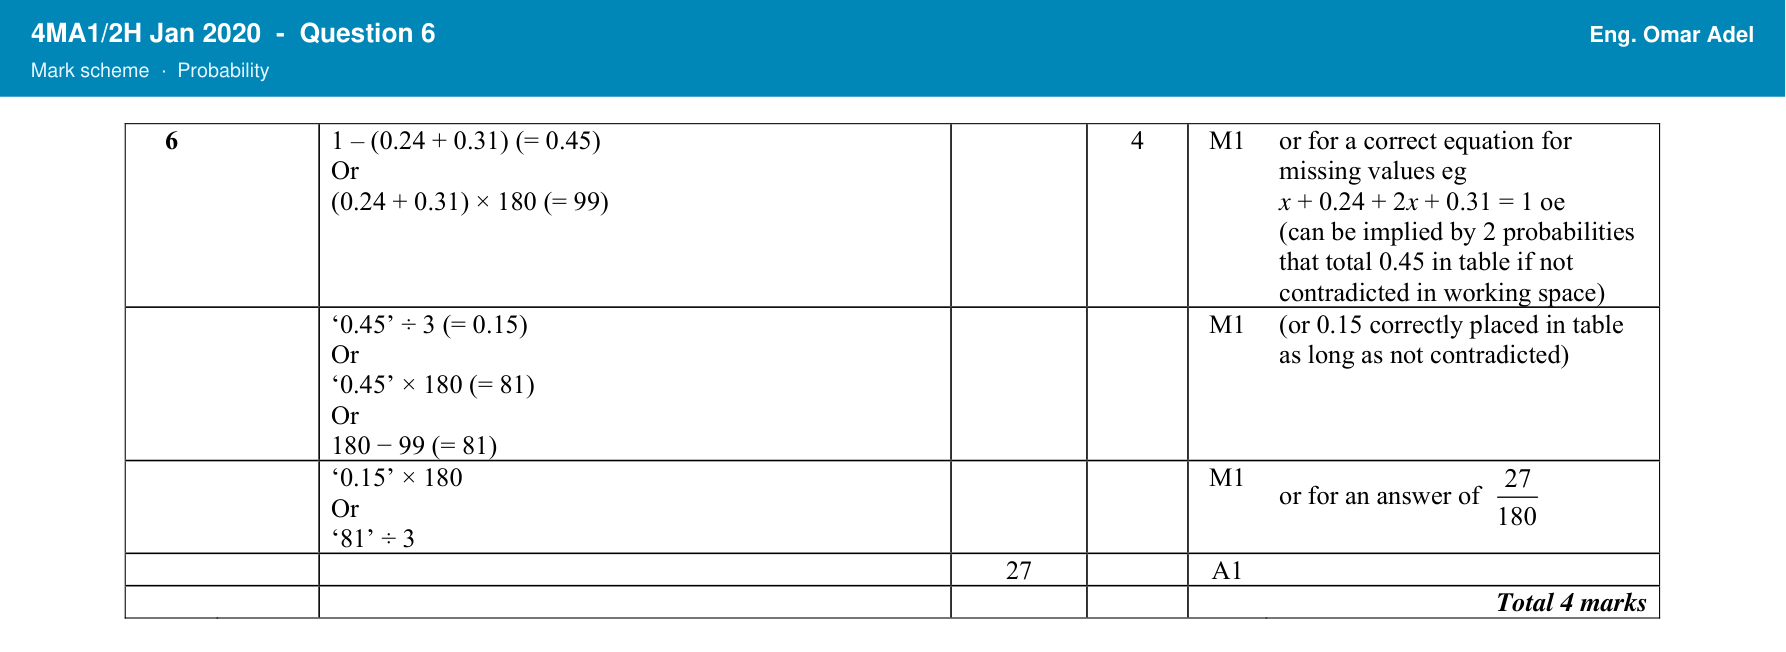 4MA1/2H Jan 2020 - Question 6
Eng. Omar Adel
Mark scheme · Probability
6
1 – (0.24 + 0.31) (= 0.45)
Or
(0.24 + 0.31) × 180 (= 99)
4
M1
or for a correct equation for
missing values eg
x + 0.24 + 2x + 0.31 = 1 oe
(can be implied by 2 probabilities
that total 0.45 in table if not
contradicted in working space)
‘0.45’ ÷ 3 (= 0.15)
Or
‘0.45’ × 180 (= 81)
Or
180 − 99 (= 81)
M1
(or 0.15 correctly placed in table
as long as not contradicted)
‘0.15’ × 180
Or
‘81’ ÷ 3
M1
or for an answer of 27/180
27
A1
Total 4 marks